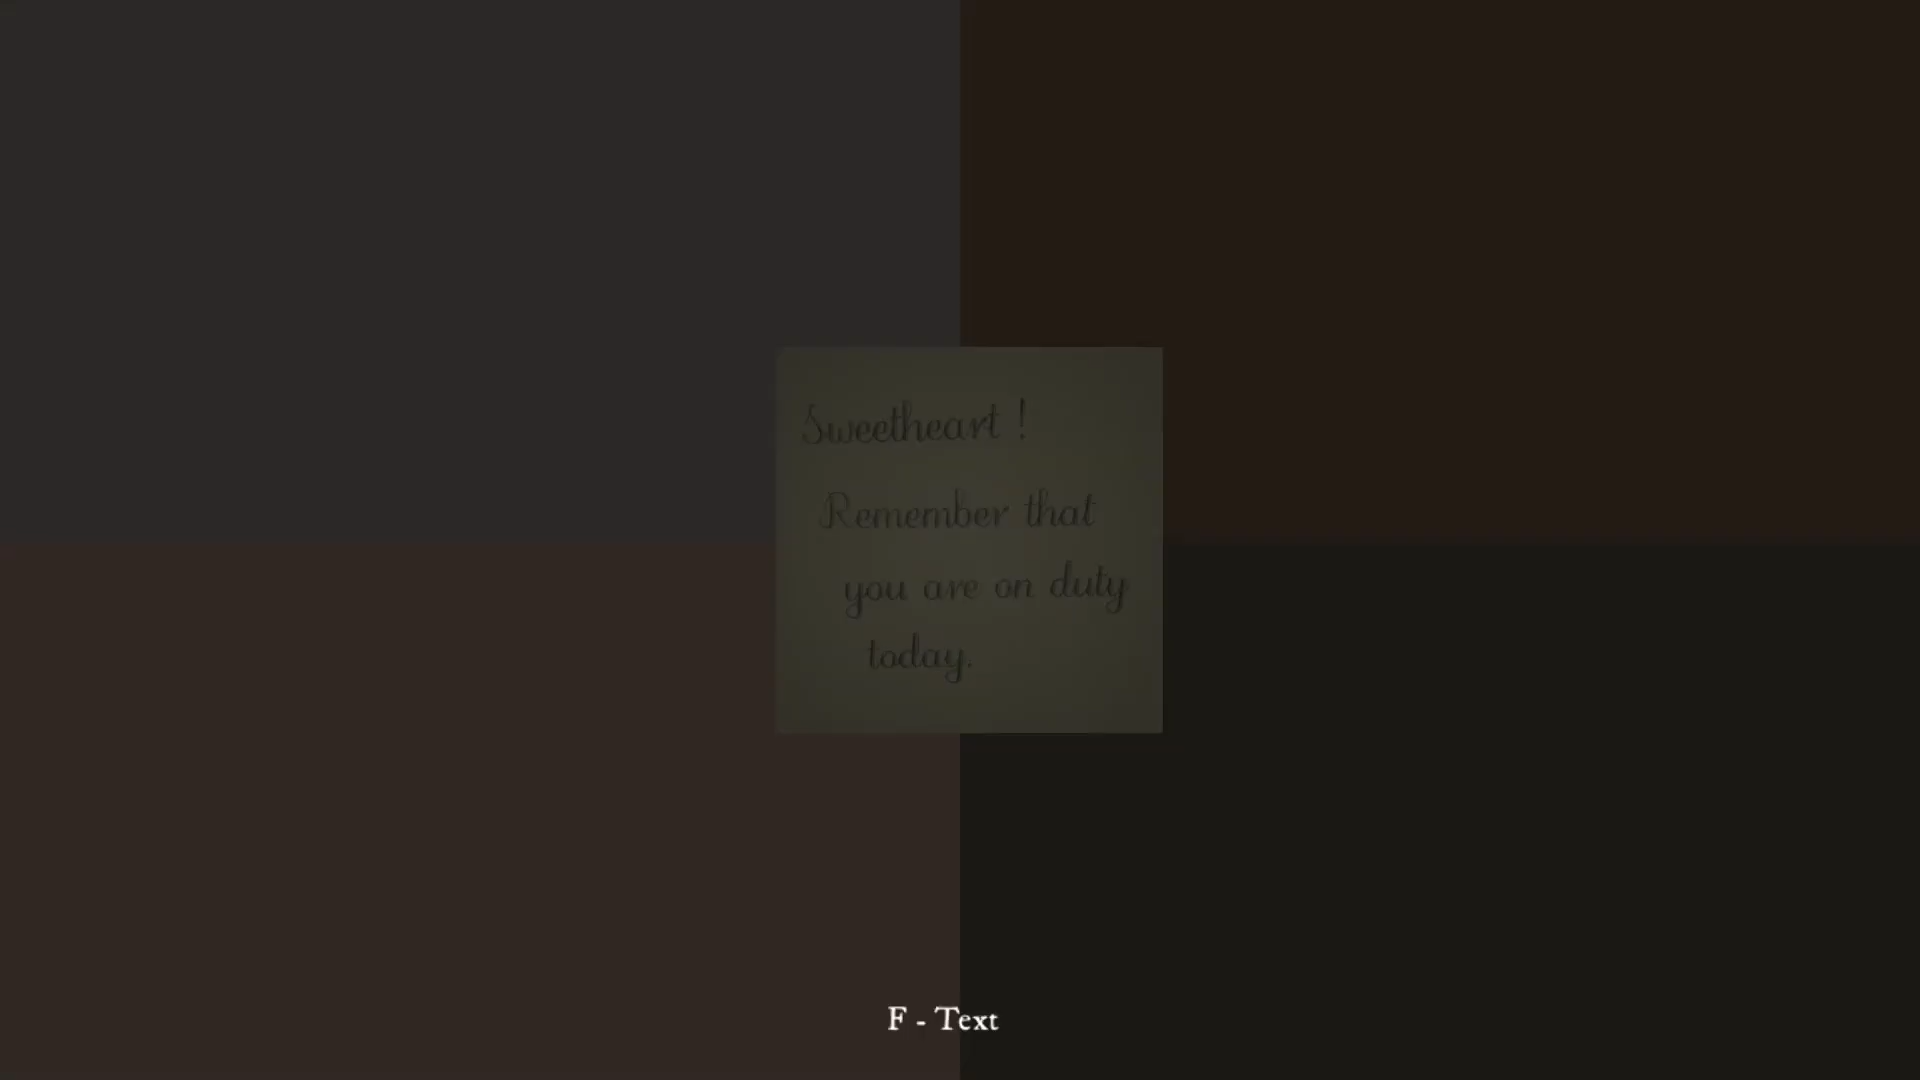 Sweetheart !
Remember that
you are on duty
today.
F - Text